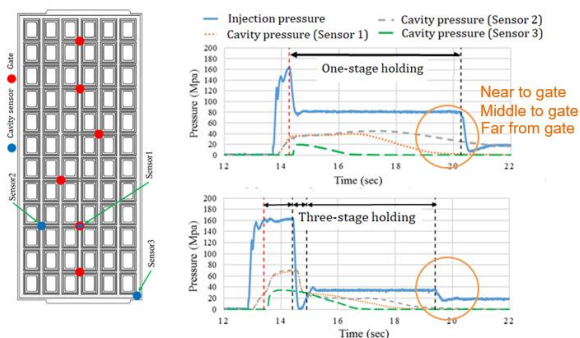 Gate
Cavity sensor
Sensor2
Sensor1
Sensor3
Injection pressure
Cavity pressure (Sensor 2)
Cavity pressure (Sensor 1)
Cavity pressure (Sensor 3)
Pressure (Mpa)
200
180
160
140
120
100
80
60
40
20
0
One-stage holding
Near to gate
Middle to gate
Far from gate
12 14 16 18 20 22
Time (sec)
Pressure (Mpa)
200
180
160
140
120
100
80
60
40
20
0
Three-stage holding
12 14 16 18 20 22
Time (sec)